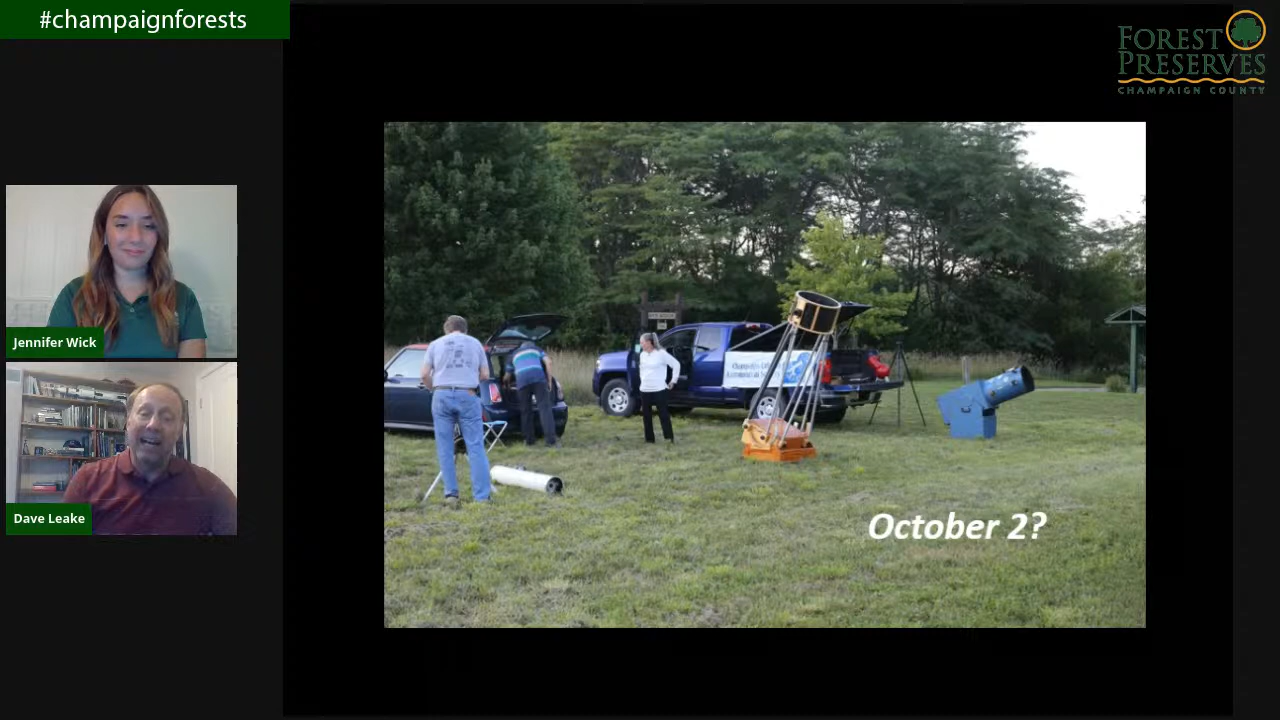 #champaignforests
FOREST
PRESERVES
CHAMPAIGN COUNTY
Jennifer Wick
Dave Leake
October 2?